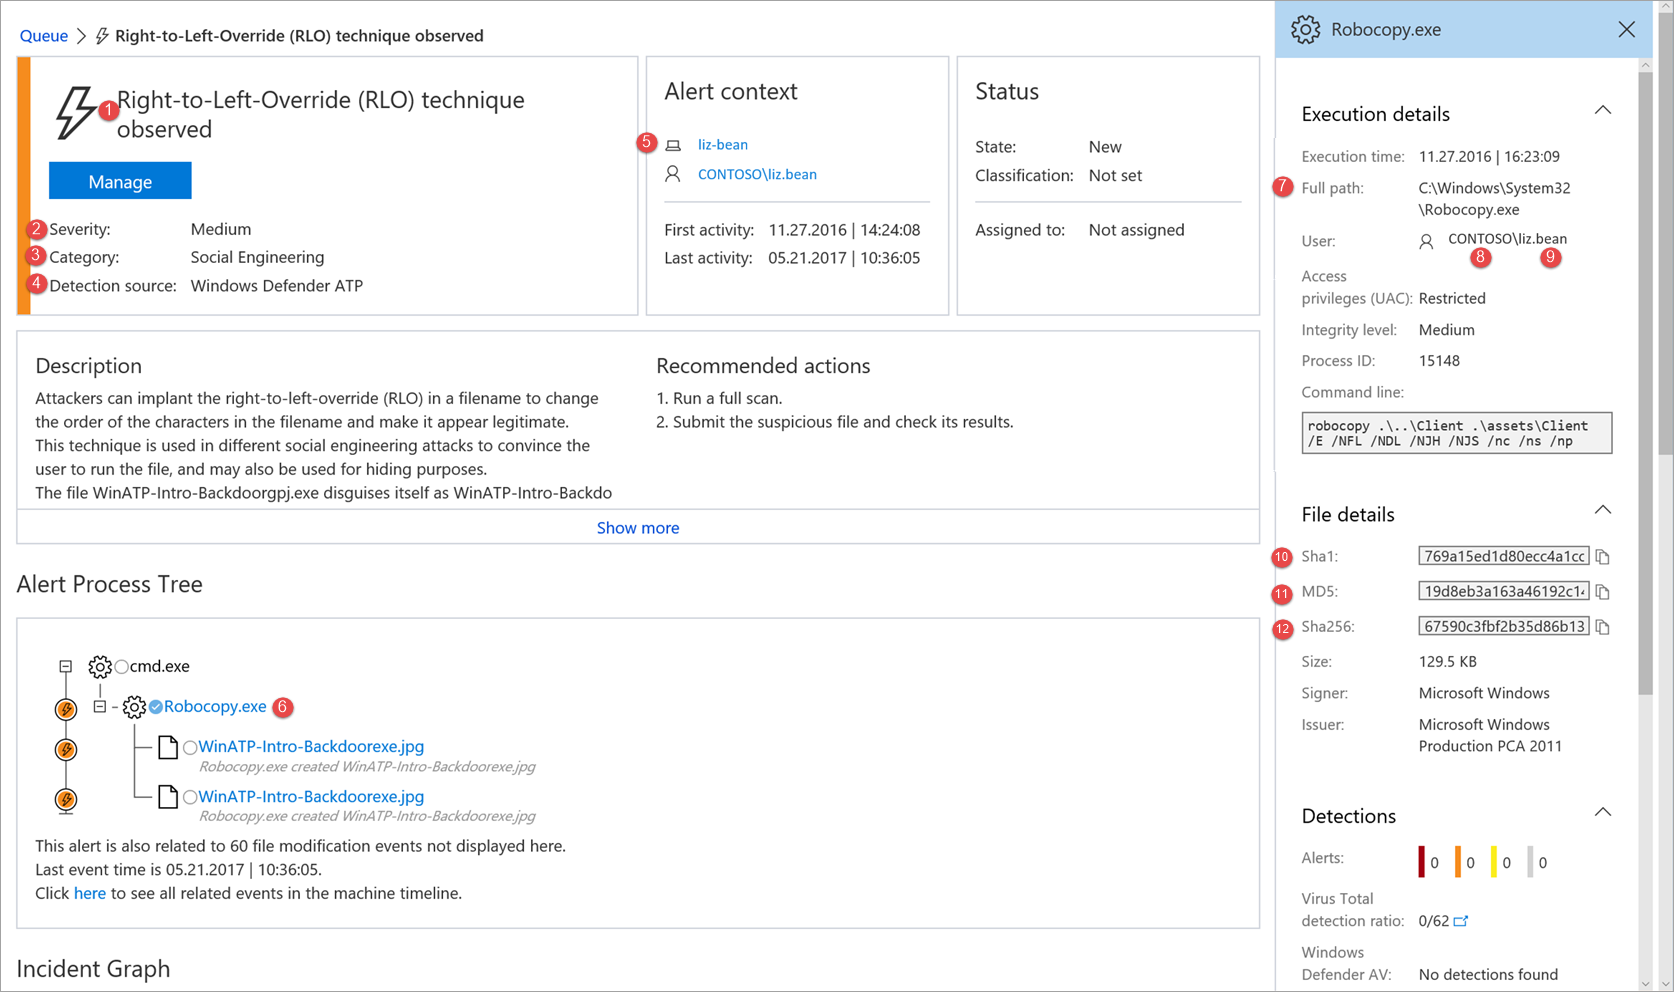 Queue > Right-to-Left-Override (RLO) technique observed
1 Right-to-Left-Override (RLO) technique
observed
Manage
2 Severity: Medium
3 Category: Social Engineering
4 Detection source: Windows Defender ATP
Alert context
5 liz-bean
CONTOSO\liz.bean
First activity: 11.27.2016 | 14:24:08
Last activity: 05.21.2017 | 10:36:05
Status
State: New
Classification: Not set
Assigned to: Not assigned
Description
Attackers can implant the right-to-left-override (RLO) in a filename to change
the order of the characters in the filename and make it appear legitimate.
This technique is used in different social engineering attacks to convince the
user to run the file, and may also be used for hiding purposes.
The file WinATP-Intro-Backdoorgpj.exe disguises itself as WinATP-Intro-Backdo
Recommended actions
1. Run a full scan.
2. Submit the suspicious file and check its results.
Show more
Alert Process Tree
cmd.exe
Robocopy.exe 6
WinATP-Intro-Backdoorexe.jpg
Robocopy.exe created WinATP-Intro-Backdoorexe.jpg
WinATP-Intro-Backdoorexe.jpg
Robocopy.exe created WinATP-Intro-Backdoorexe.jpg
This alert is also related to 60 file modification events not displayed here.
Last event time is 05.21.2017 | 10:36:05.
Click here to see all related events in the machine timeline.
Incident Graph
Robocopy.exe
Execution details
Execution time: 11.27.2016 | 16:23:09
7 Full path: C:\Windows\System32
\Robocopy.exe
User: CONTOSO\liz.bean
8 9
Access
privileges (UAC): Restricted
Integrity level: Medium
Process ID: 15148
Command line:
robocopy .\..\Client .\assets\Client
/E /NFL /NDL /NJH /NJS /nc /ns /np
File details
10 Sha1: 769a15ed1d80ecc4a1cc
11 MD5: 19d8eb3a163a46192c14
12 Sha256: 67590c3fbf2b35d86b13
Size: 129.5 KB
Signer: Microsoft Windows
Issuer: Microsoft Windows
Production PCA 2011
Detections
Alerts: 0 0 0 0
Virus Total
detection ratio: 0/62
Windows
Defender AV: No detections found